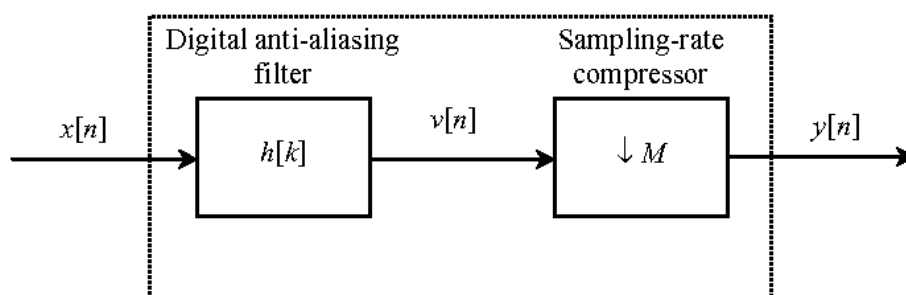 Digital anti-aliasing
filter
Sampling-rate
compressor
x[n]
h[k]
v[n]
↓ M
y[n]